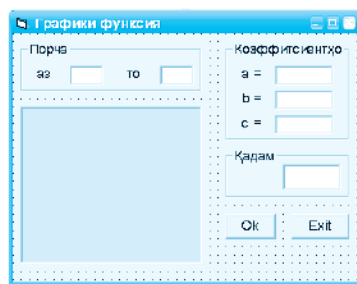 Графики функсия
Порча
аз то
Коэффитсиентҳо
a =
b =
c =
Қадам
Ok Exit